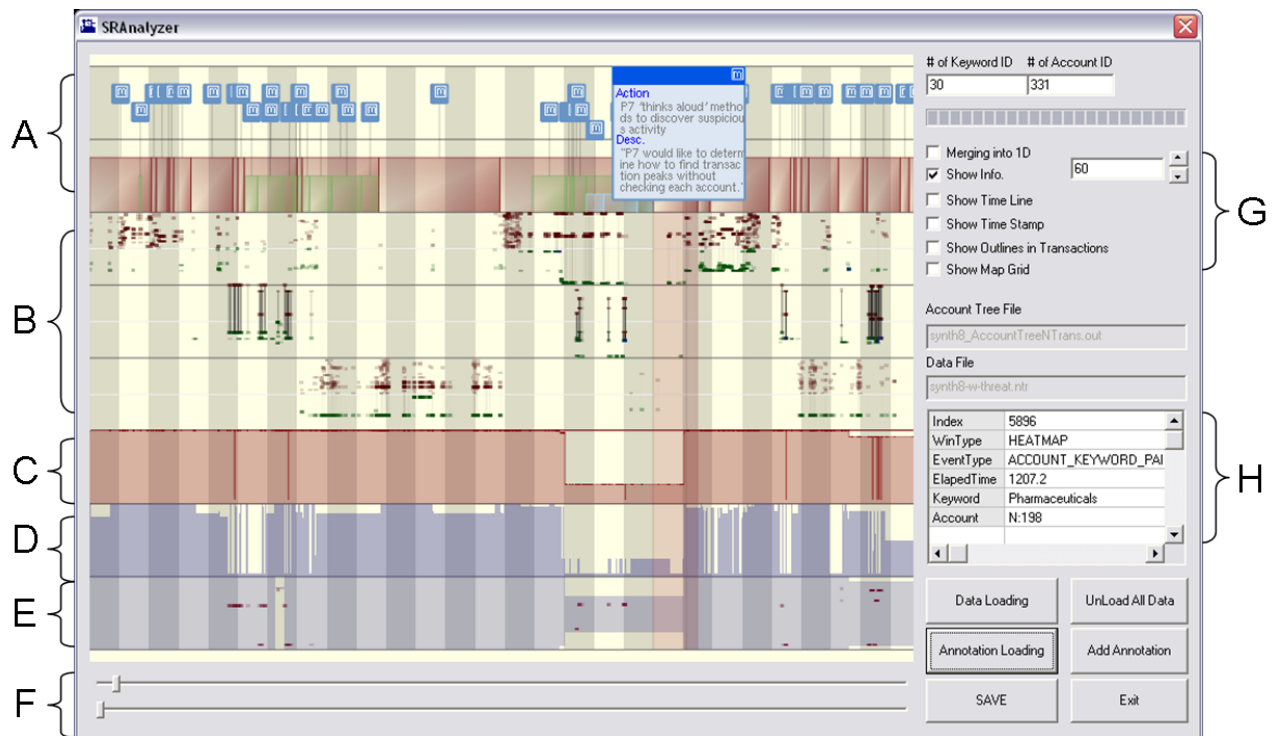 SRAnalyzer
# of Keyword ID # of Account ID
30 331
A
Action
P7 'thinks aloud' metho
ds to discover suspiciou
s activity
Desc.
"P7 would like to determ
ine how to find transac
tion peaks without
checking each account."
Merging into 1D
60
Show Info.
Show Time Line
Show Time Stamp
Show Outlines in Transactions
Show Map Grid
G
B
Account Tree File
synth8_AccountTreeNTrans.out
Data File
synth8-w-threat.ntr
C
Index 5896
WinType HEATMAP
EventType ACCOUNT_KEYWORD_PAI
ElapedTime 1207.2
Keyword Pharmaceuticals
Account N:198
H
D
E
Data Loading UnLoad All Data
Annotation Loading Add Annotation
SAVE Exit
F